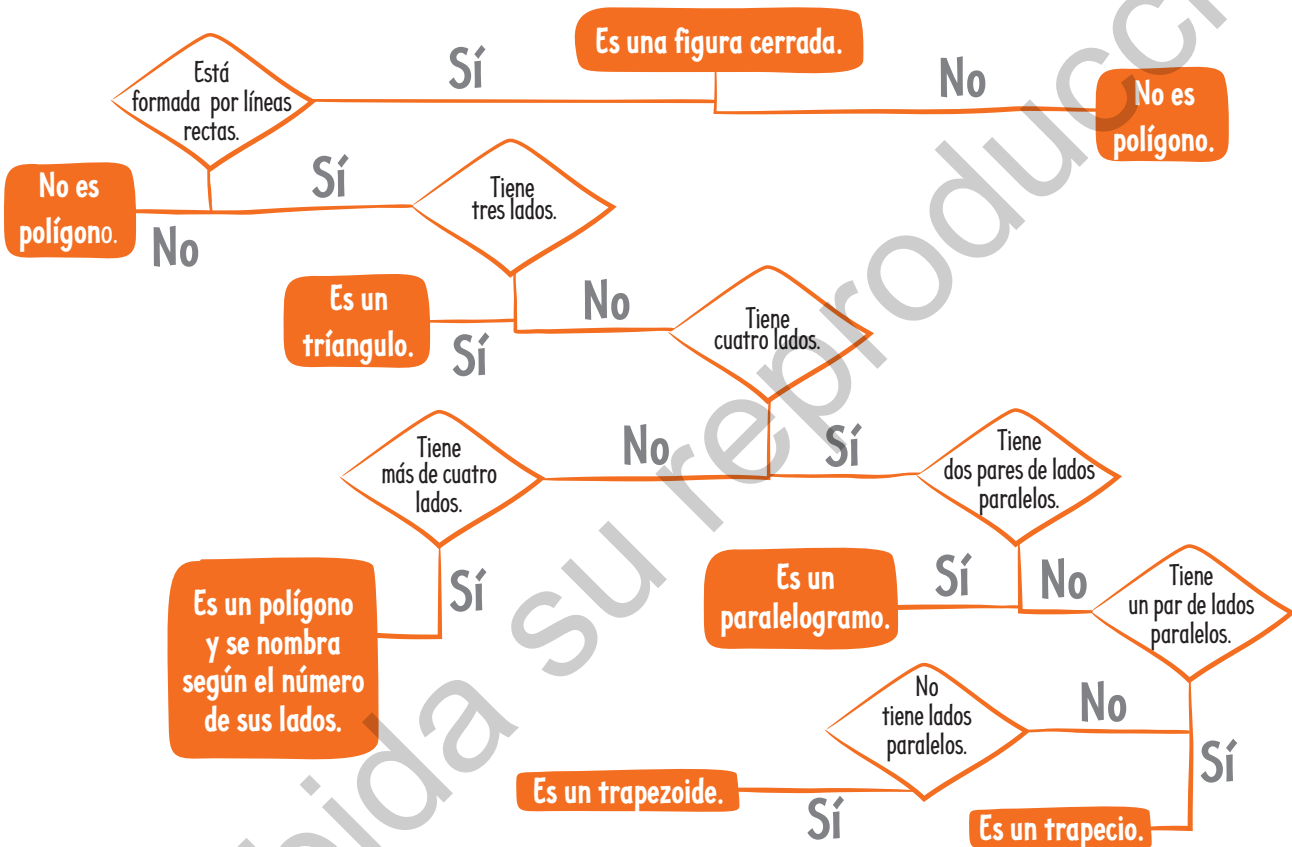 Es una figura cerrada.
Sí
No
No es
polígono.
Está
formada por líneas
rectas.
No es
polígono.
No
Sí
Tiene
tres lados.
Es un
tríangulo.
Sí
No
Tiene
cuatro lados.
No
Sí
Tiene
más de cuatro
lados.
Sí
Es un polígono
y se nombra
según el número
de sus lados.
Tiene
dos pares de lados
paralelos.
Sí
No
Es un
paralelogramo.
Tiene
un par de lados
paralelos.
No
Sí
No
tiene lados
paralelos.
Sí
Es un trapezoide.
Es un trapecio.
bida su reproducci